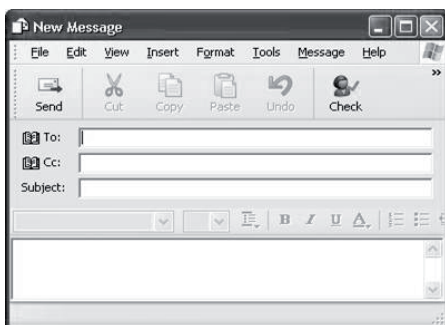 New Message
File Edit View Insert Format Tools Message Help
Send Cut Copy Paste Undo Check
To:
Cc:
Subject:
B I U A